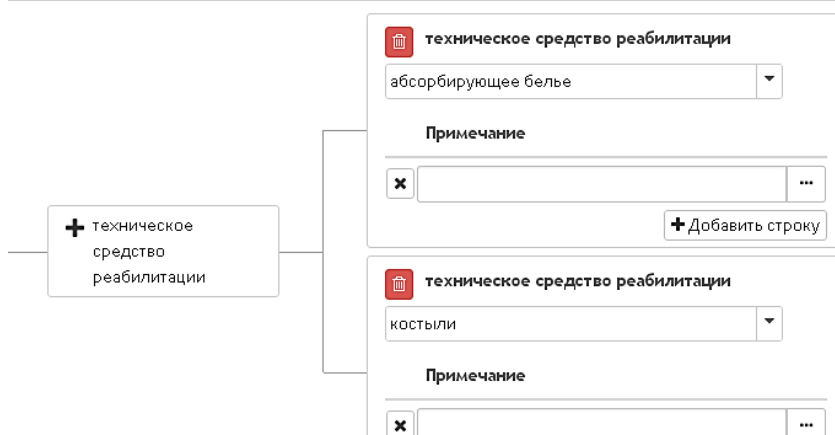 техническое
средство
реабилитации
техническое средство реабилитации
абсорбирующее белье
Примечание
Добавить строку
техническое средство реабилитации
костыли
Примечание